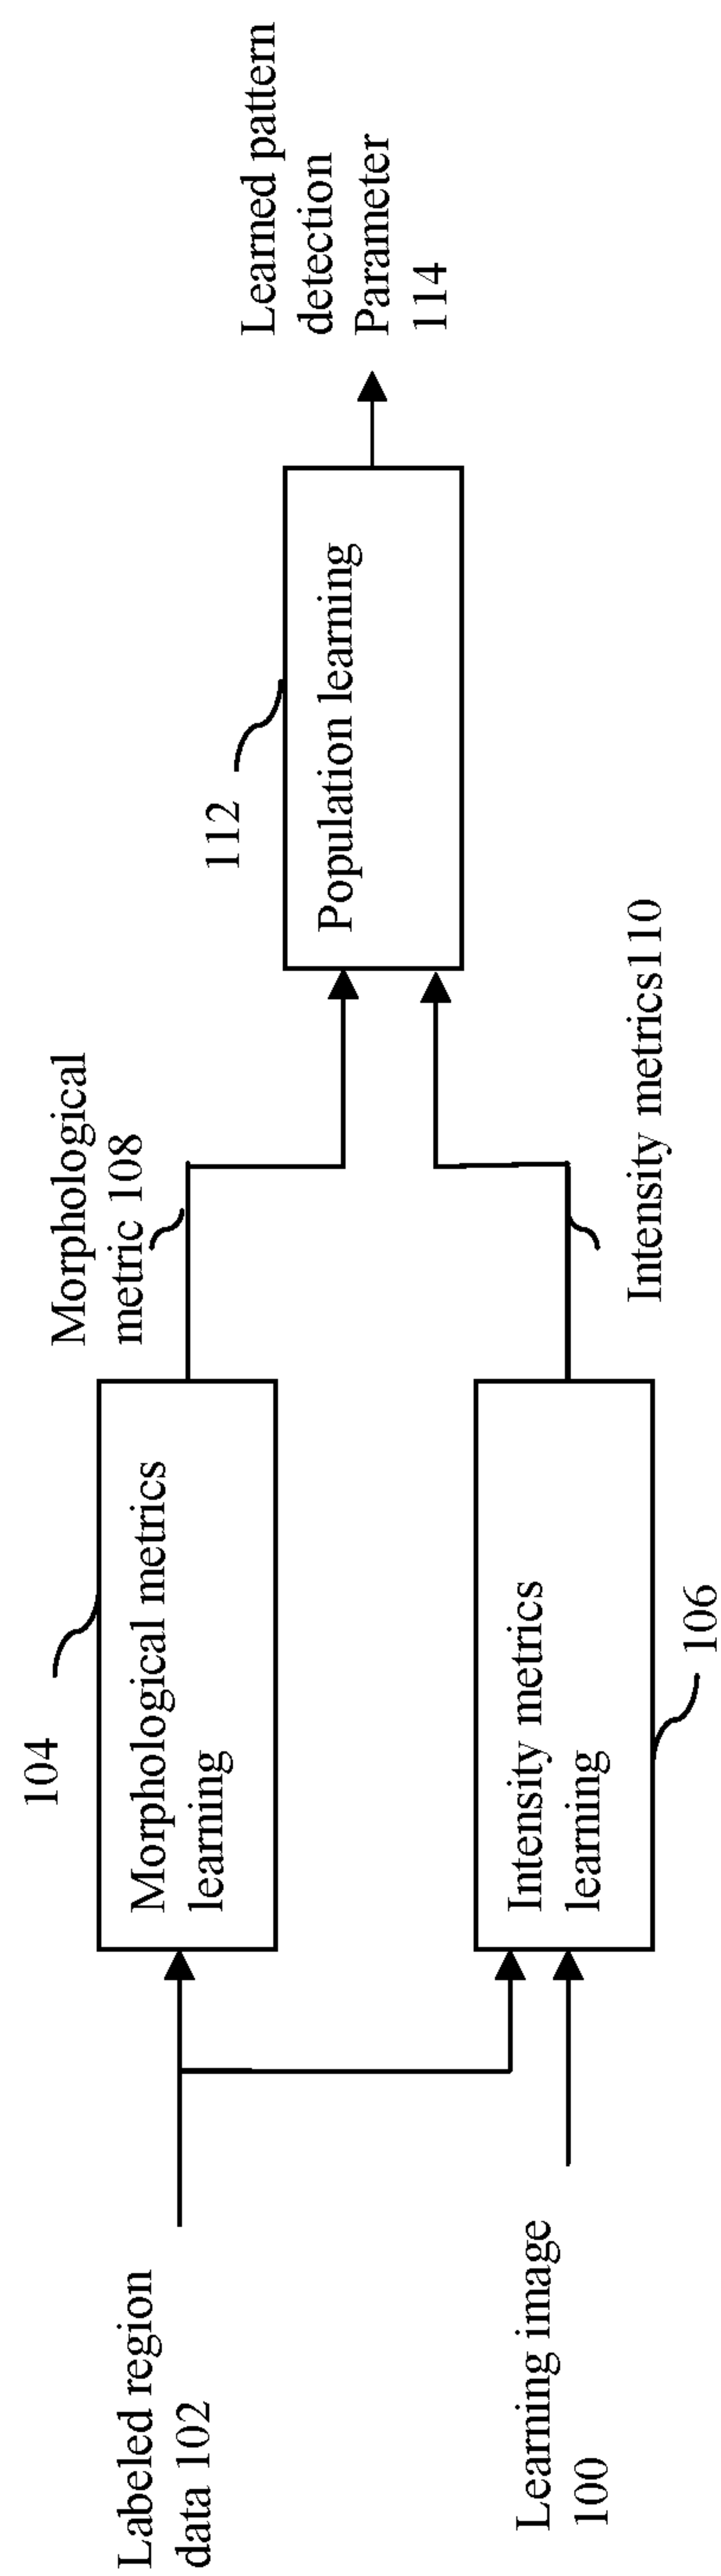 Labeled region
data 102
Learning image
100
104
Morphological metrics
learning
Intensity metrics
learning
106
Morphological
metric 108
Intensity metrics110
112
Population learning
Learned pattern
detection
Parameter
114